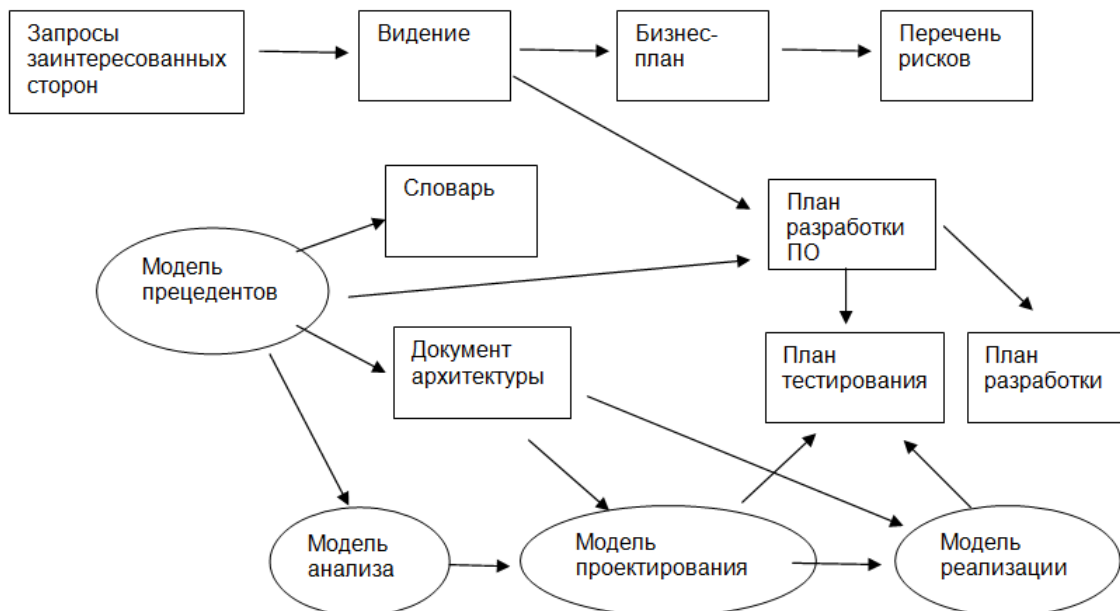 Запросы
заинтересованных
сторон
Видение
Бизнес-
план
Перечень
рисков
Словарь
План
разработки
ПО
Модель
прецедентов
Документ
архитектуры
План
тестирования
План
разработки
Модель
анализа
Модель
проектирования
Модель
реализации